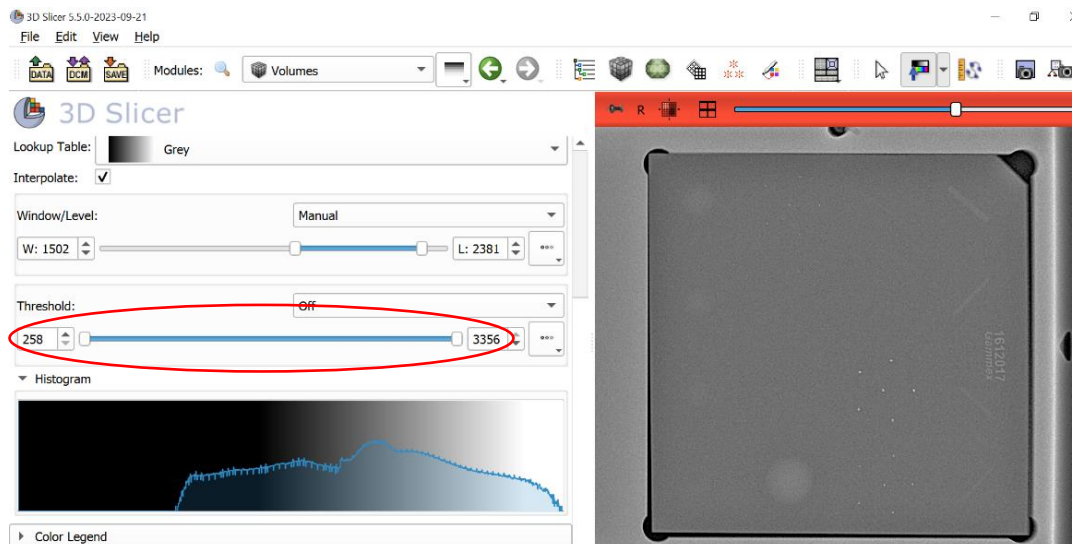 3D Slicer 5.5.0-2023-09-21
File Edit View Help
DATA DCM SAVE Modules: Volumes
3D Slicer
R
Lookup Table: Grey
Interpolate:
Window/Level: Manual
W: 1502 L: 2381
Threshold: Off
258 3356
Histogram
Color Legend
1612017
Gammex